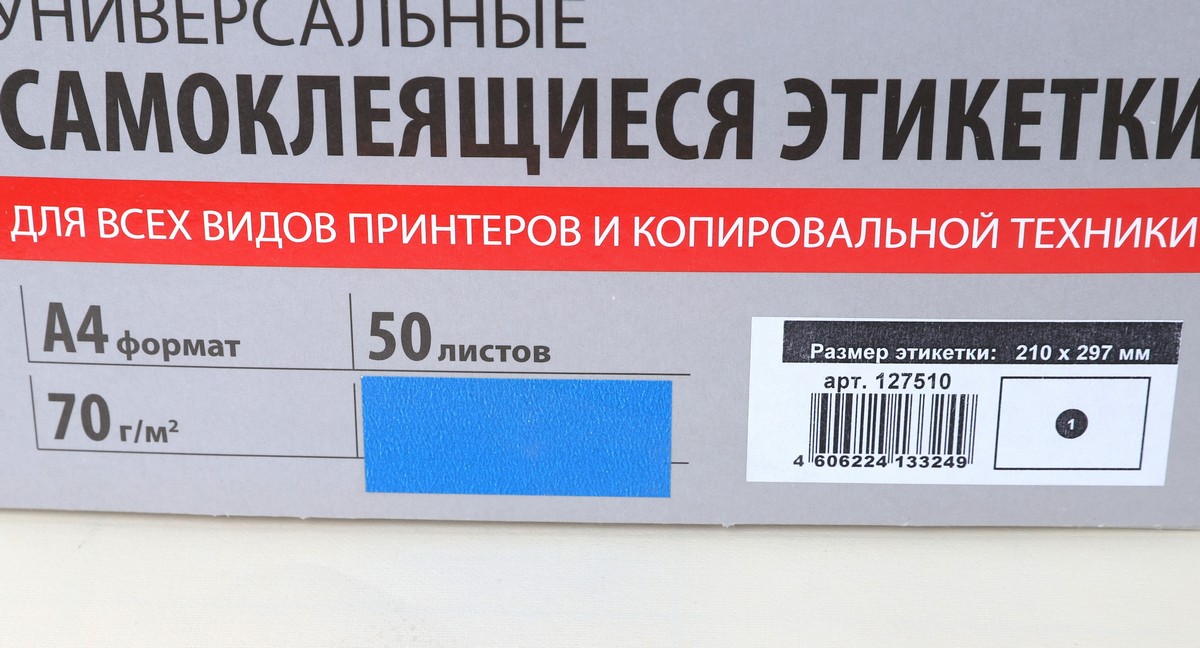 УНИВЕРСАЛЬНЫЕ
САМОКЛЕЯЩИЕСЯ ЭТИКЕТКИ
ДЛЯ ВСЕХ ВИДОВ ПРИНТЕРОВ И КОПИРОВАЛЬНОЙ ТЕХНИКИ
А4 формат
50 листов
70 г/м²
Размер этикетки: 210 х 297 мм
арт. 127510
1
4 606224 133249